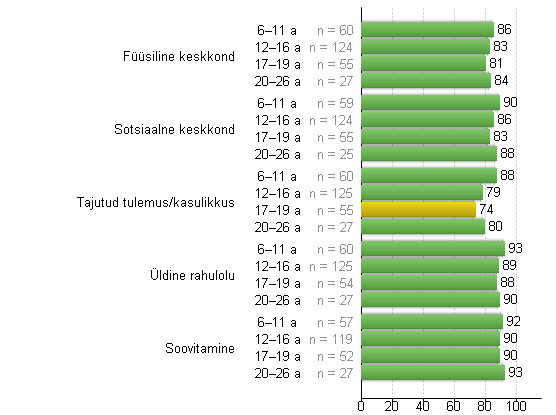 6–11 a n = 60 86
12–16 a n = 124 83
Füüsiline keskkond
17–19 a n = 55 81
20–26 a n = 27 84
6–11 a n = 59 90
12–16 a n = 124 86
Sotsiaalne keskkond
17–19 a n = 55 83
20–26 a n = 25 88
6–11 a n = 60 88
12–16 a n = 125 79
Tajutud tulemus/kasulikkus
17–19 a n = 55 74
20–26 a n = 27 80
6–11 a n = 60 93
12–16 a n = 125 89
Üldine rahulolu
17–19 a n = 54 88
20–26 a n = 27 90
6–11 a n = 57 92
12–16 a n = 119 90
Soovitamine
17–19 a n = 52 90
20–26 a n = 27 93
0 20 40 60 80 100